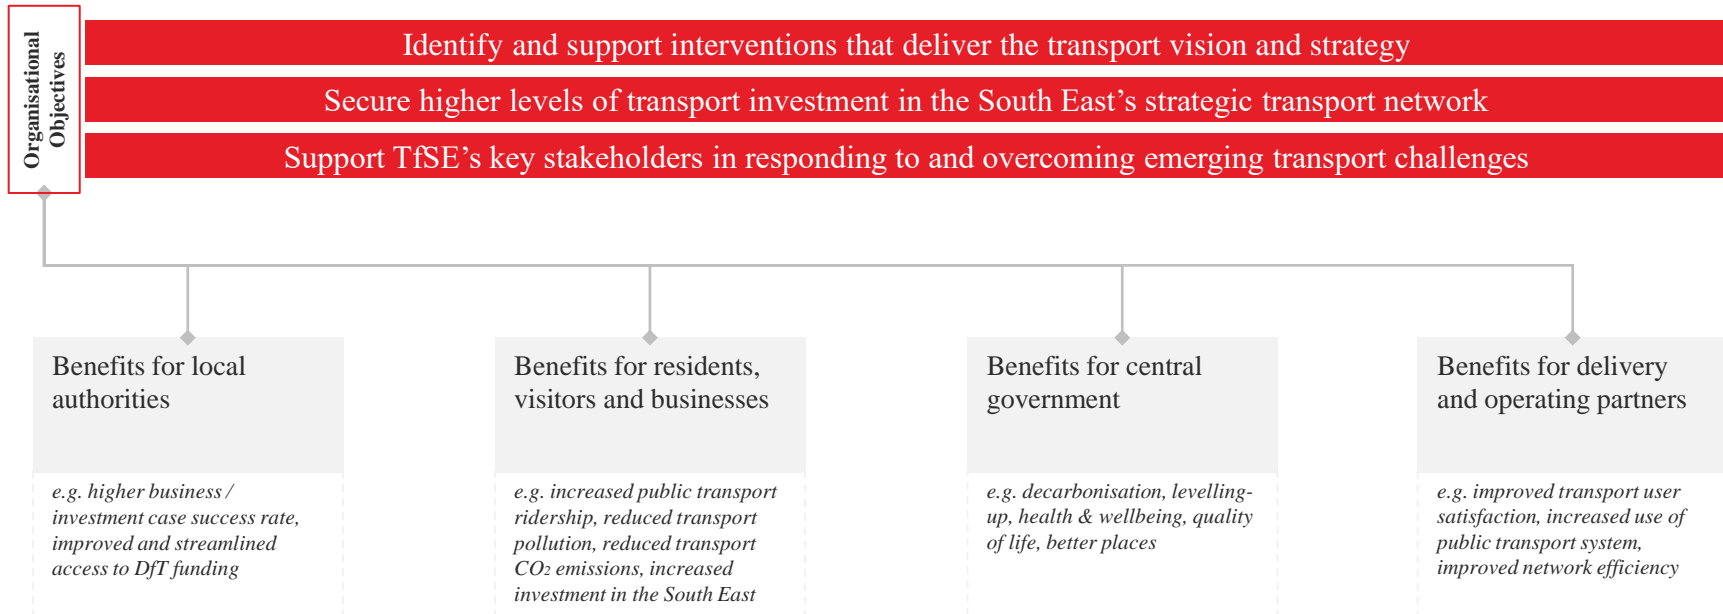 Organisational
Objectives
Identify and support interventions that deliver the transport vision and strategy
Secure higher levels of transport investment in the South East’s strategic transport network
Support TfSE’s key stakeholders in responding to and overcoming emerging transport challenges
Benefits for local
authorities
e.g. higher business /
investment case success rate,
improved and streamlined
access to DfT funding
Benefits for residents,
visitors and businesses
e.g. increased public transport
ridership, reduced transport
pollution, reduced transport
CO₂ emissions, increased
investment in the South East
Benefits for central
government
e.g. decarbonisation, levelling-
up, health & wellbeing, quality
of life, better places
Benefits for delivery
and operating partners
e.g. improved transport user
satisfaction, increased use of
public transport system,
improved network efficiency